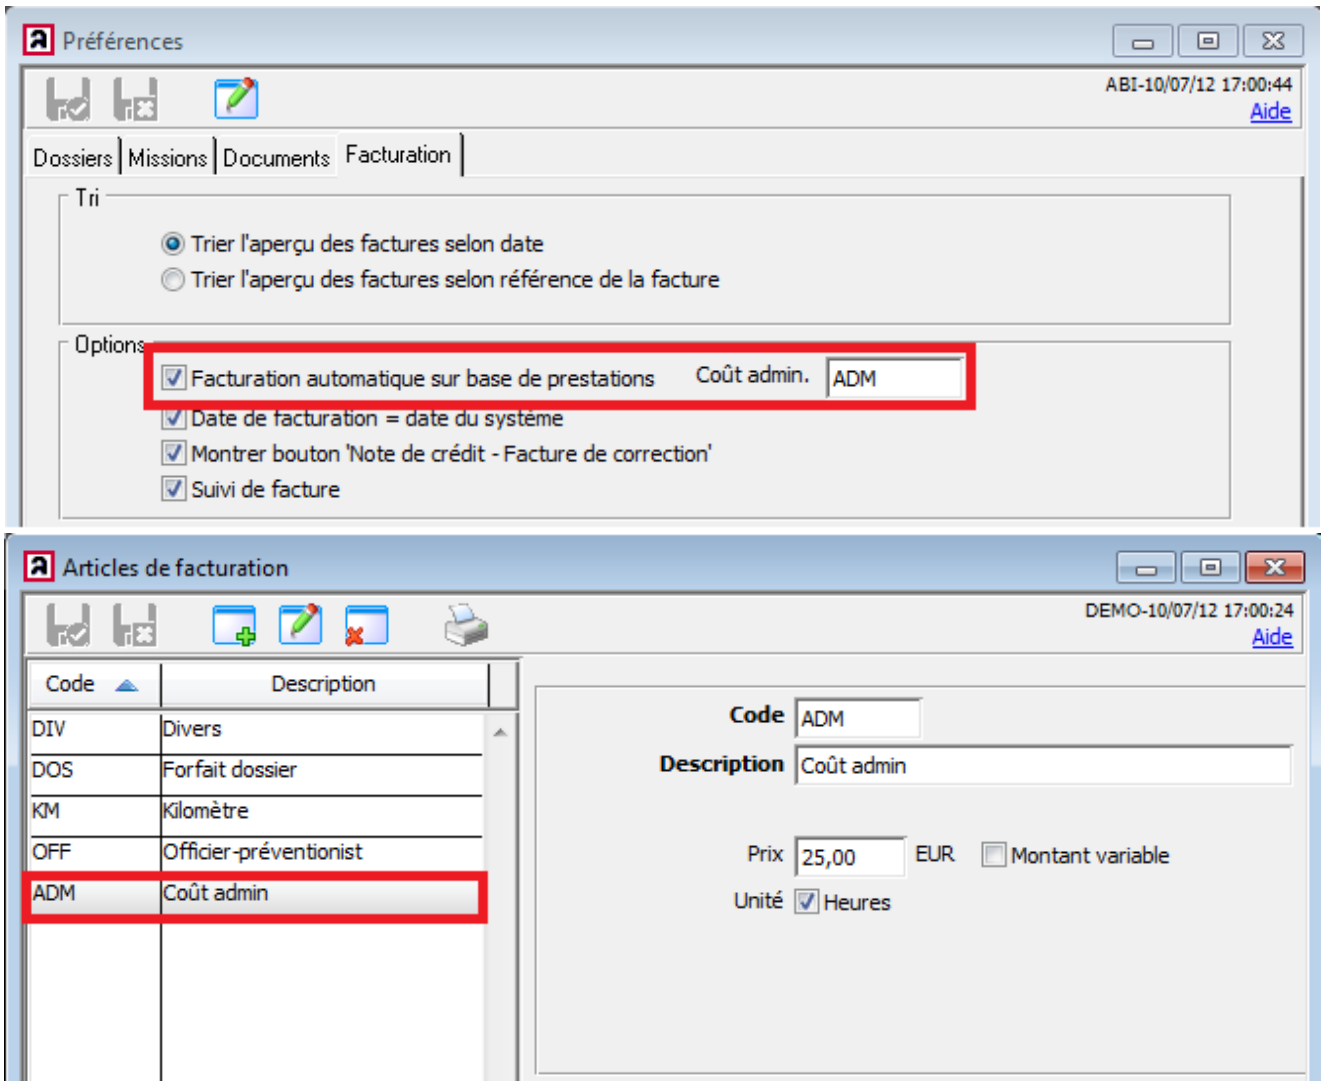 Préférences
ABI-10/07/12 17:00:44
Aide
Dossiers Missions Documents Facturation
Tri
Trier l'aperçu des factures selon date
Trier l'aperçu des factures selon référence de la facture
Options
Facturation automatique sur base de prestations Coût admin. ADM
Date de facturation = date du système
Montrer bouton 'Note de crédit - Facture de correction'
Suivi de facture
Articles de facturation
DEMO-10/07/12 17:00:24
Aide
Code Description
DIV Divers
DOS Forfait dossier
KM Kilomètre
OFF Officier-préventionist
ADM Coût admin
Code ADM
Description Coût admin
Prix 25,00 EUR Montant variable
Unité Heures